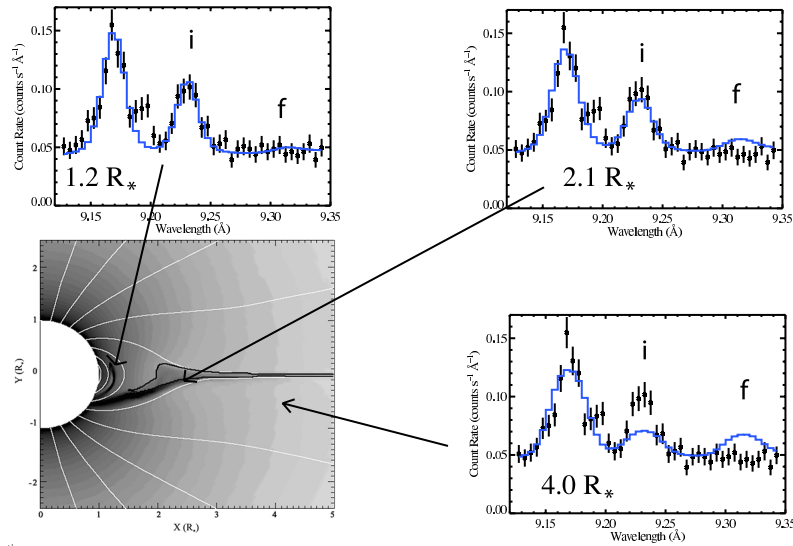 0.15
0.10
0.05
0.00
Count Rate (counts s⁻¹ Å⁻¹)
i
f
1.2 R*
9.15 9.20 9.25 9.30 9.35
Wavelength (Å)
0.15
0.10
0.05
0.00
Count Rate (counts s⁻¹ Å⁻¹)
i
f
2.1 R*
9.15 9.20 9.25 9.30 9.35
Wavelength (Å)
2
1
0
-1
-2
Y (R*)
0 1 2 3 4 5
X (R*)
0.15
0.10
0.05
0.00
Count Rate (counts s⁻¹ Å⁻¹)
i
f
4.0 R*
9.15 9.20 9.25 9.30 9.35
Wavelength (Å)